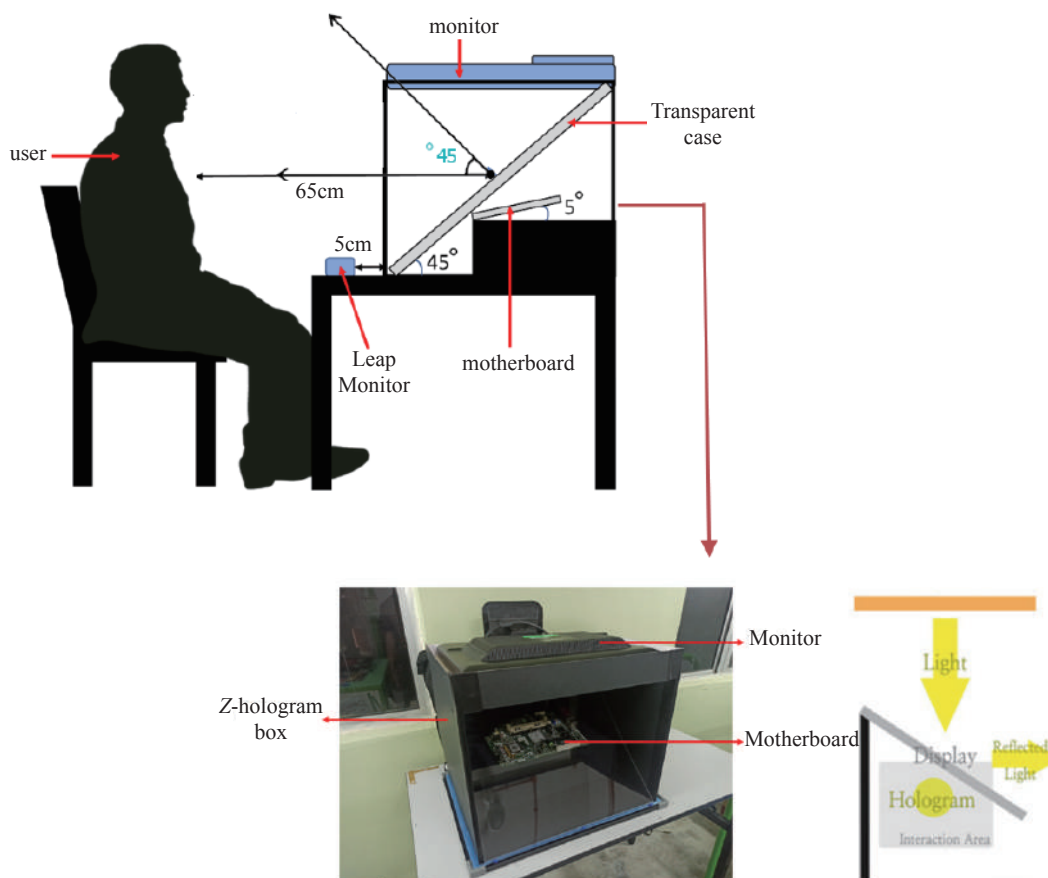 monitor
Transparent
case
user
° 45
65cm
5°
5cm
45°
Leap
Monitor
motherboard
Monitor
Z-hologram
box
Motherboard
Light
Display
Reflected
Light
Hologram
Interaction Area